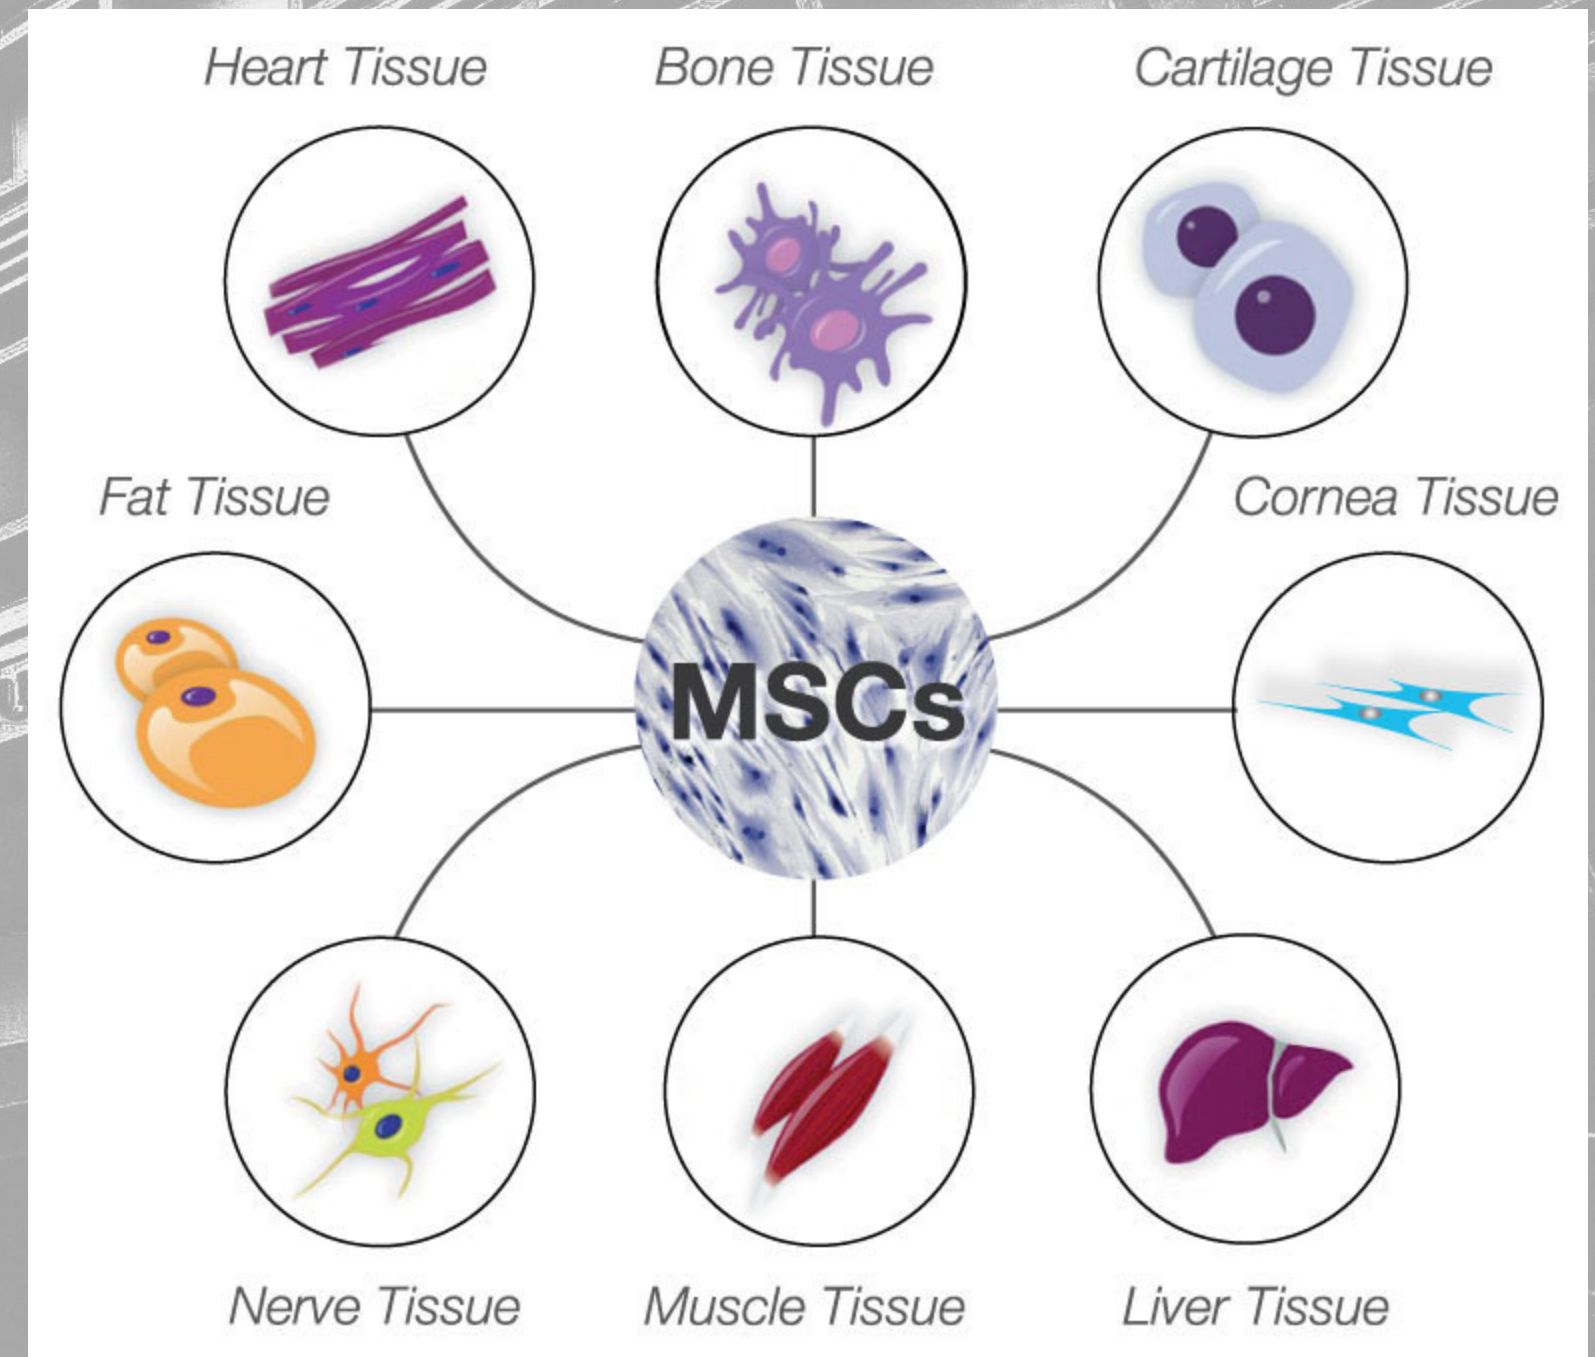 Heart Tissue
Bone Tissue
Cartilage Tissue
Fat Tissue
Cornea Tissue
MSCs
Nerve Tissue
Muscle Tissue
Liver Tissue